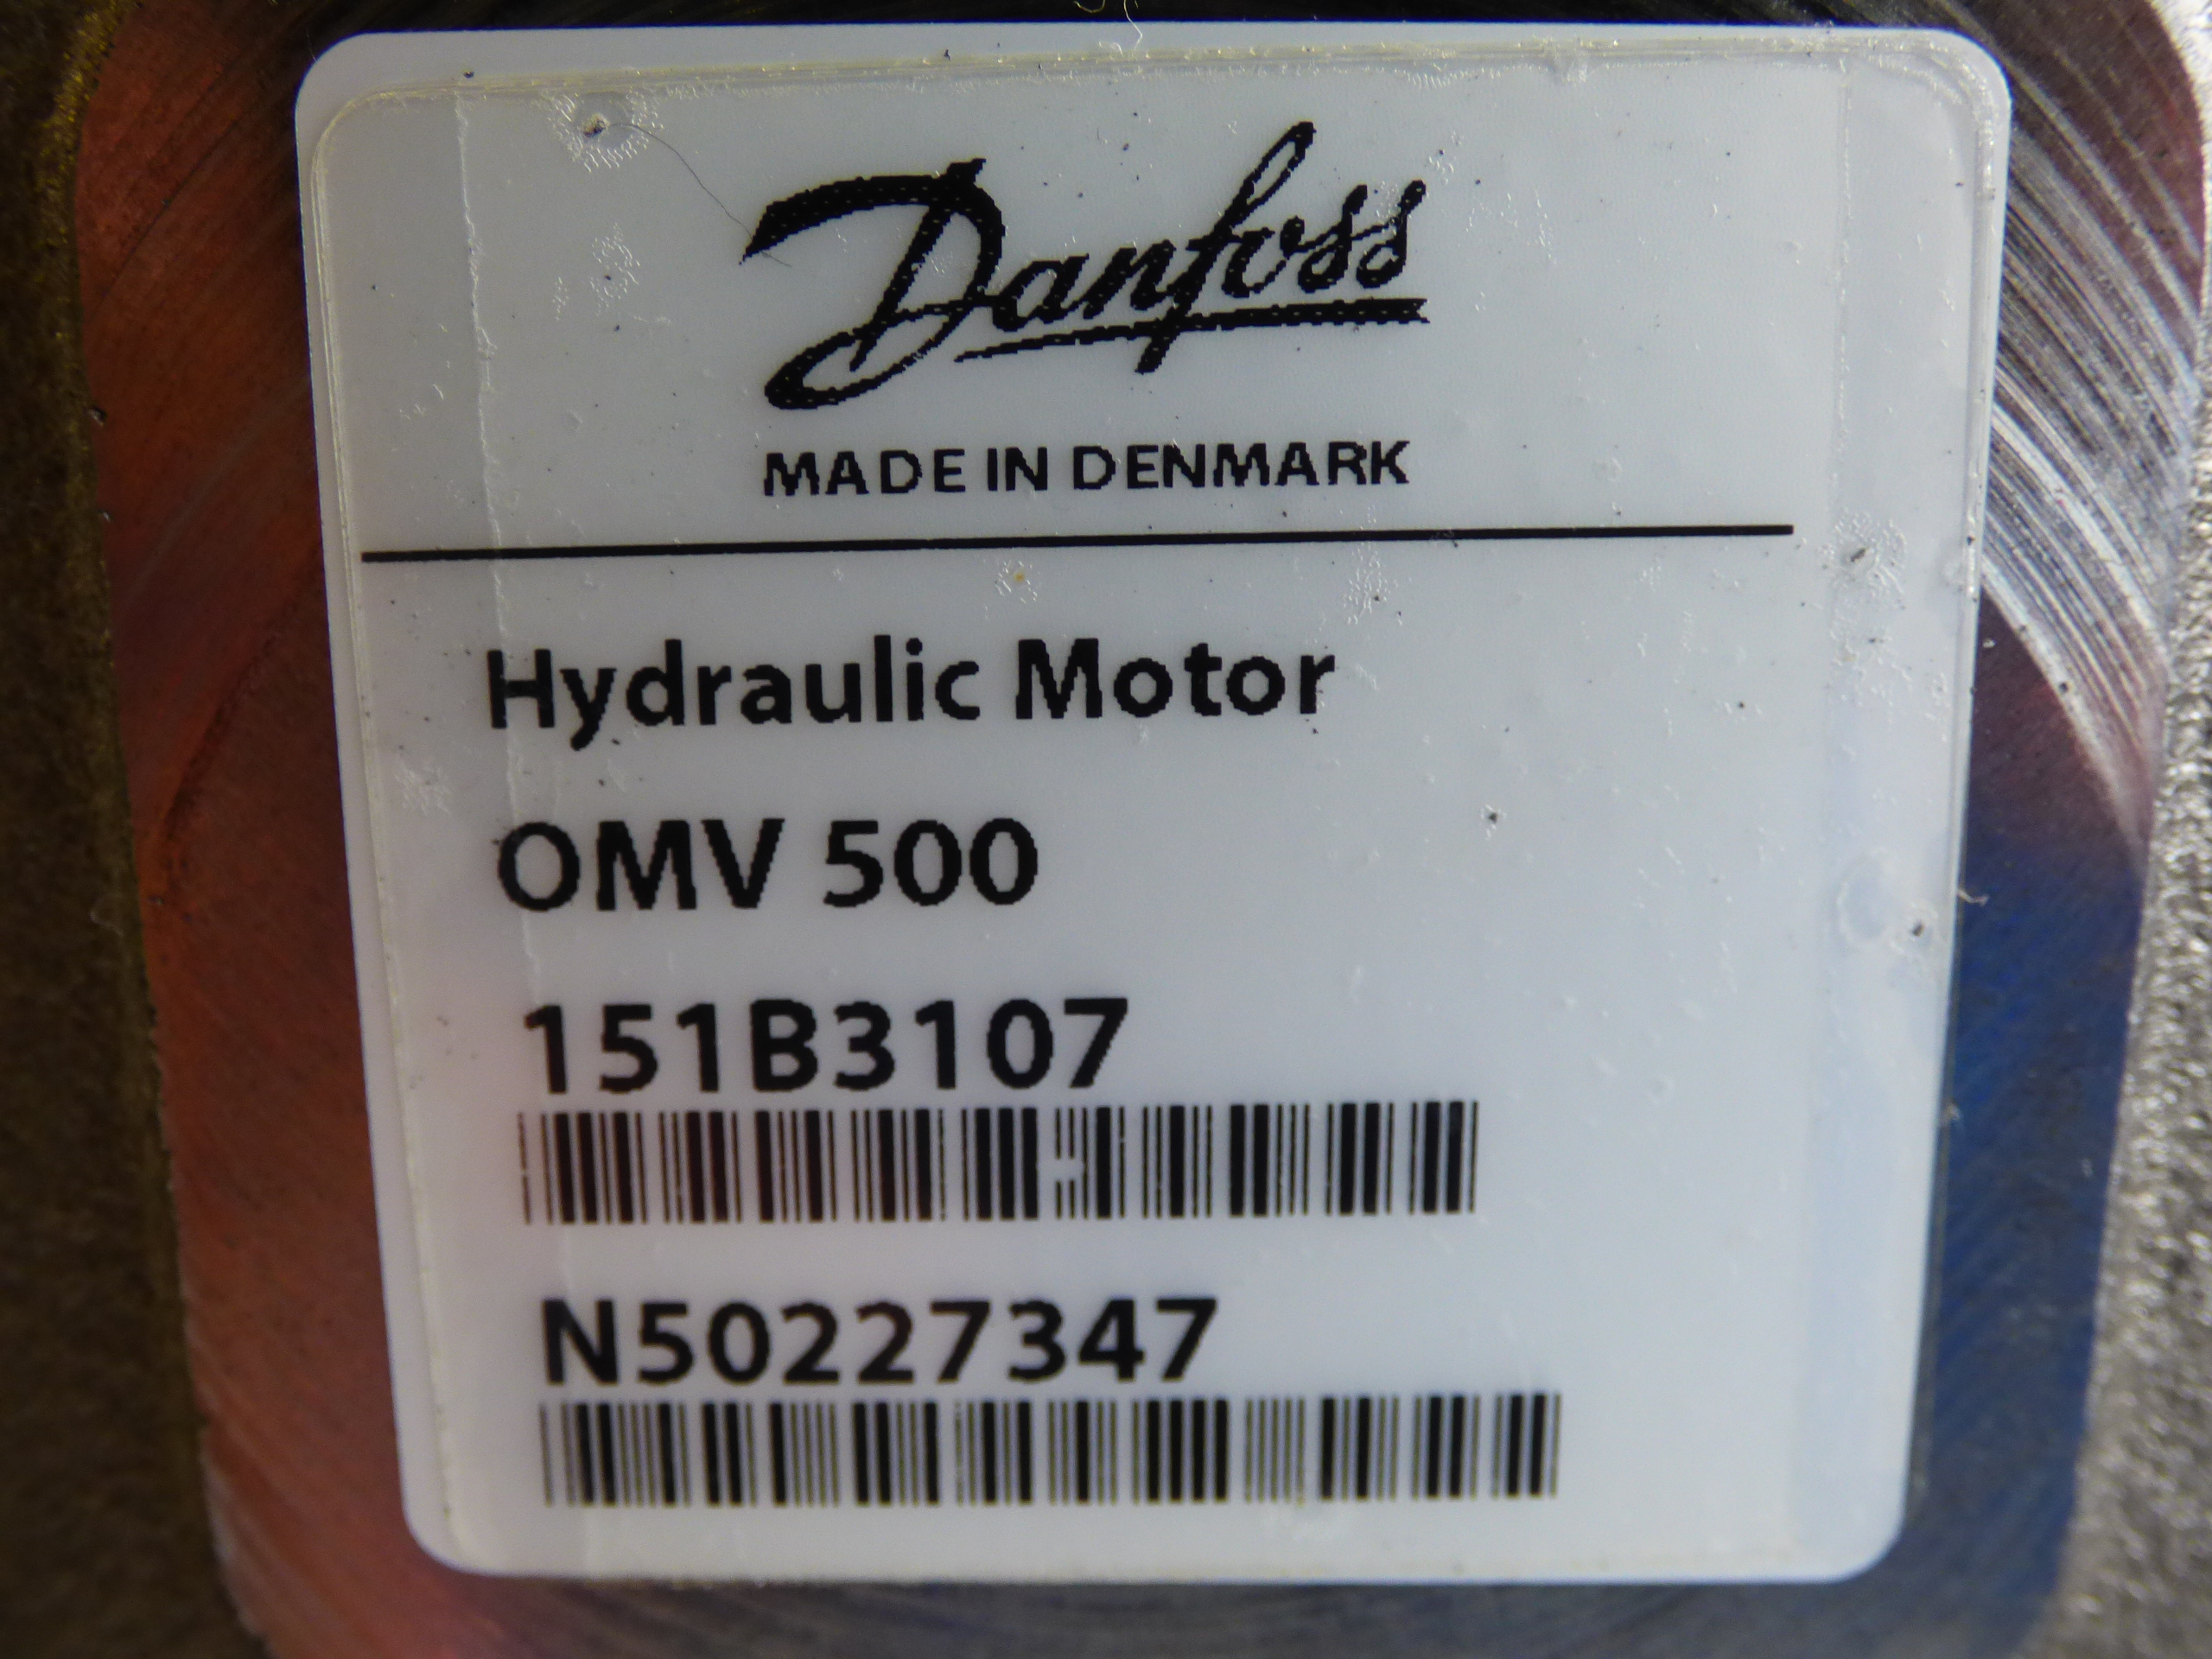 Danfoss
MADE IN DENMARK
Hydraulic Motor
OMV 500
151B3107
N50227347